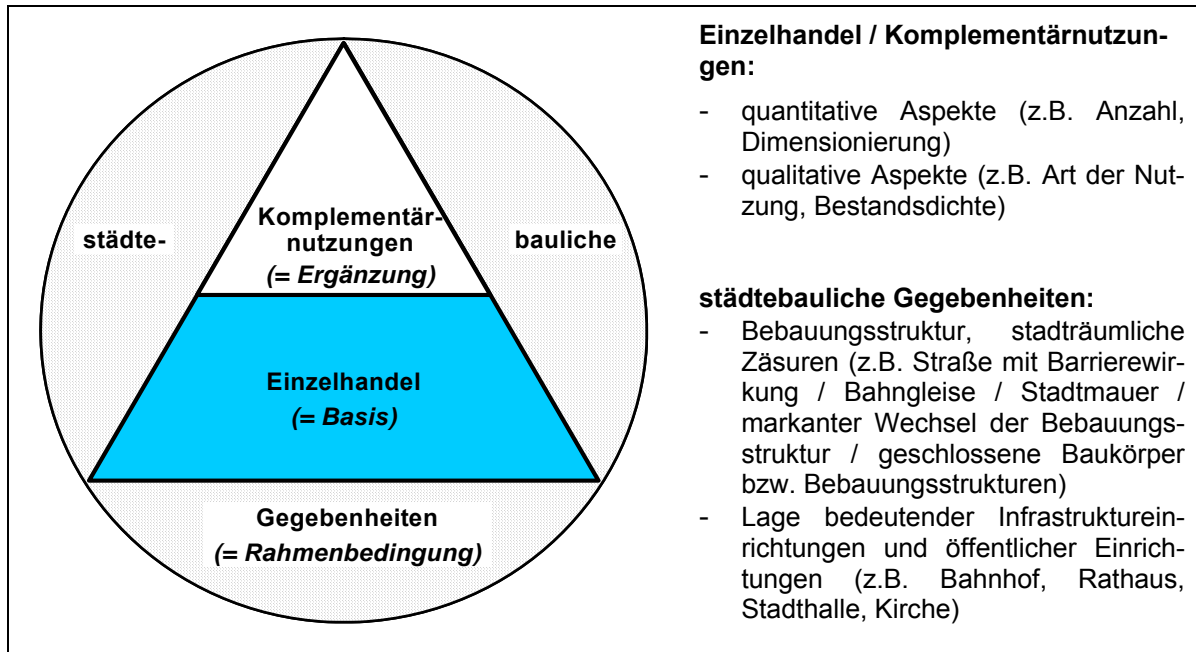 Komplementär-
nutzungen
(= Ergänzung)
städte-
bauliche
Einzelhandel
(= Basis)
Gegebenheiten
(= Rahmenbedingung)
Einzelhandel / Komplementärnutzun-
gen:
- quantitative Aspekte (z.B. Anzahl,
Dimensionierung)
- qualitative Aspekte (z.B. Art der Nut-
zung, Bestandsdichte)
städtebauliche Gegebenheiten:
- Bebauungsstruktur, stadträumliche
Zäsuren (z.B. Straße mit Barrierewir-
kung / Bahngleise / Stadtmauer /
markanter Wechsel der Bebauungs-
struktur / geschlossene Baukörper
bzw. Bebauungsstrukturen)
- Lage bedeutender Infrastrukturein-
richtungen und öffentlicher Einrich-
tungen (z.B. Bahnhof, Rathaus,
Stadthalle, Kirche)